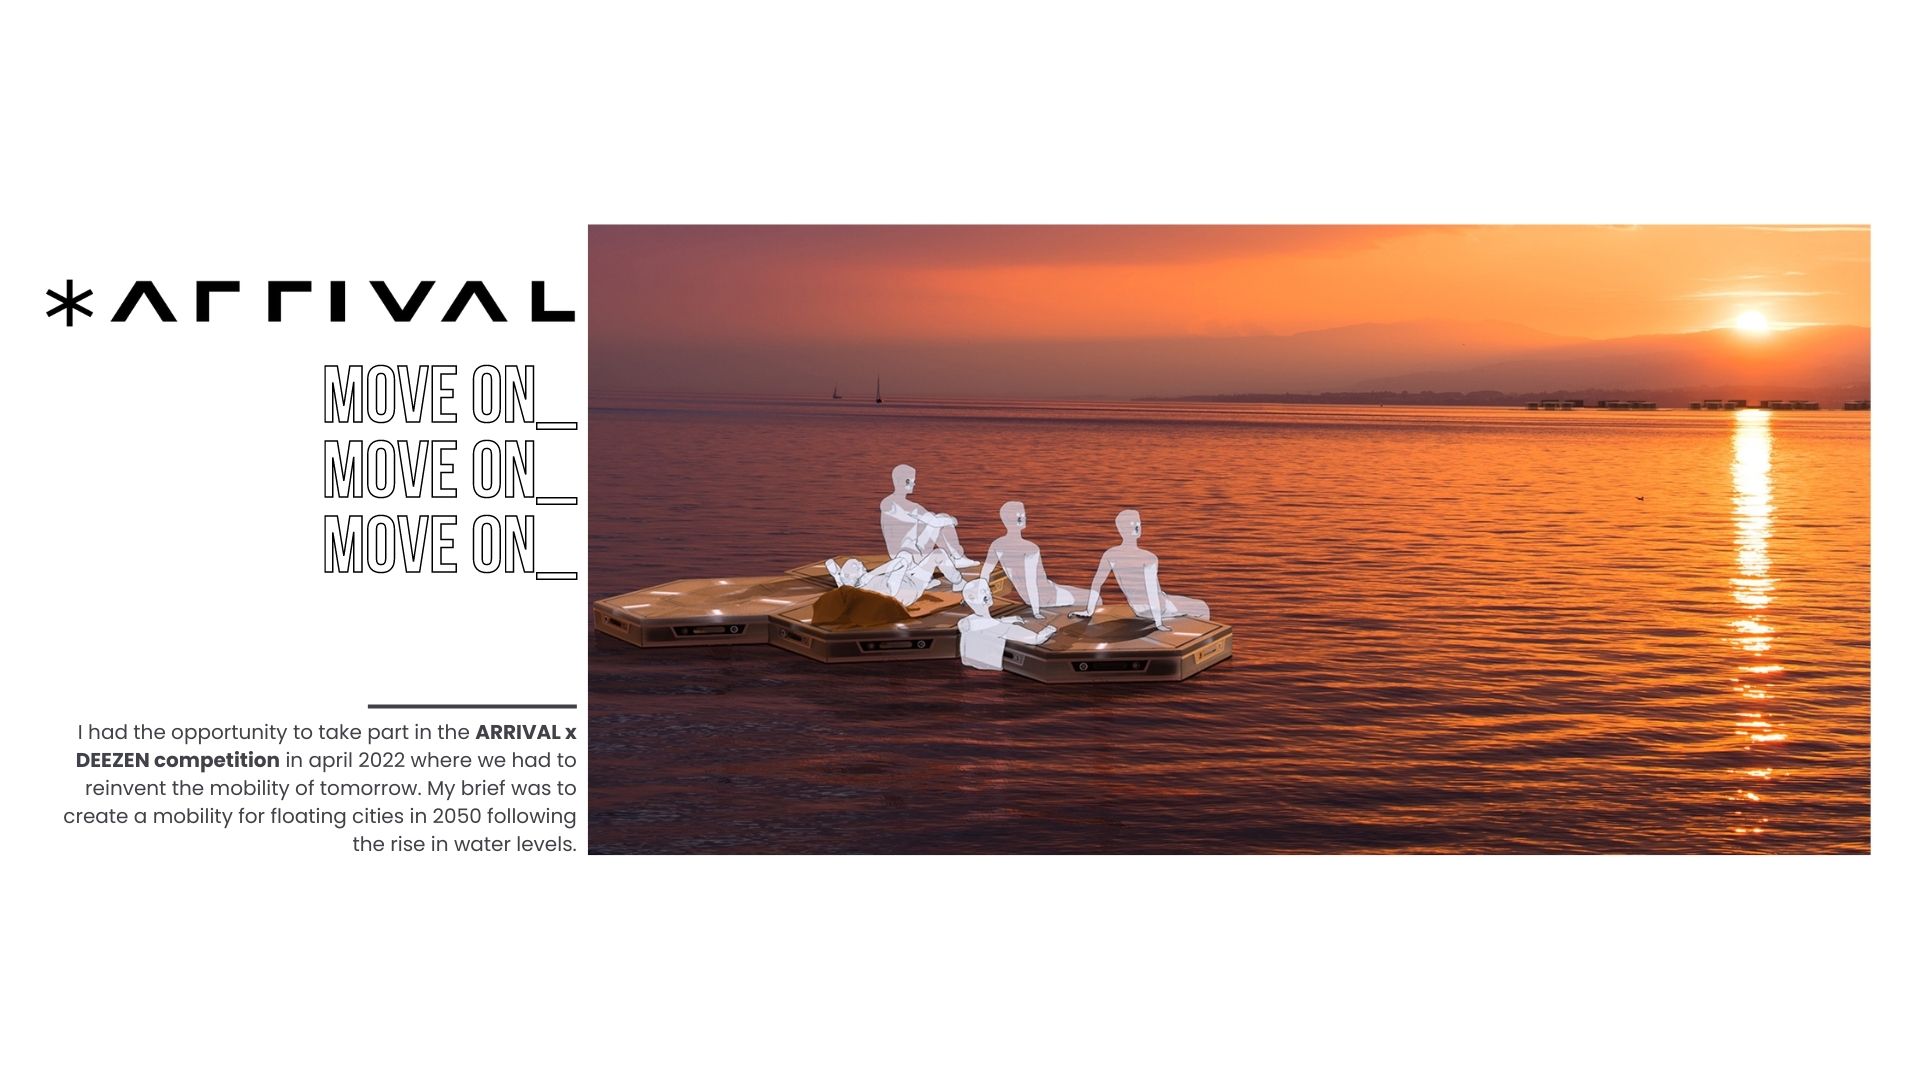 *ARRIVAL
MOVE ON_
MOVE ON_
MOVE ON_
I had the opportunity to take part in the ARRIVAL x
DEEZEN competition in april 2022 where we had to
reinvent the mobility of tomorrow. My brief was to
create a mobility for floating cities in 2050 following
the rise in water levels.